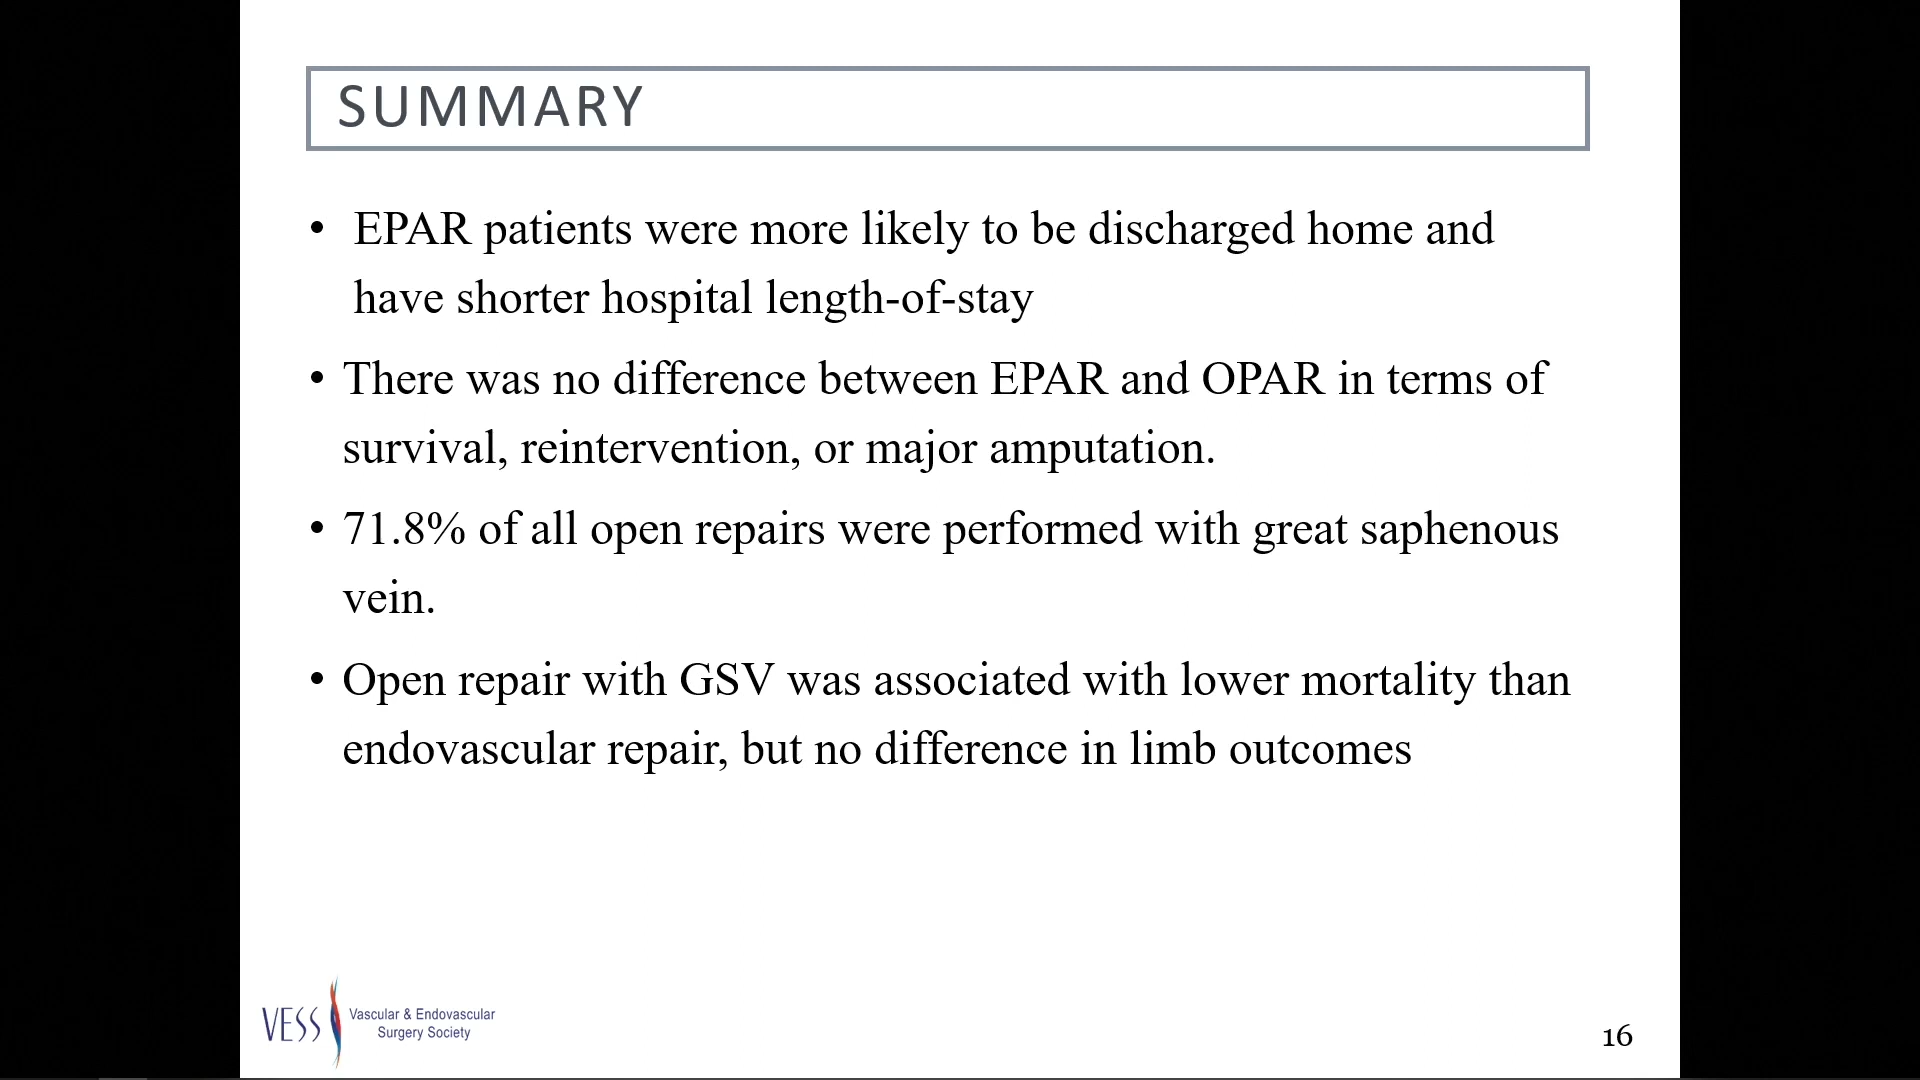 SUMMARY
• EPAR patients were more likely to be discharged home and
have shorter hospital length-of-stay
• There was no difference between EPAR and OPAR in terms of
survival, reintervention, or major amputation.
• 71.8% of all open repairs were performed with great saphenous
vein.
• Open repair with GSV was associated with lower mortality than
endovascular repair, but no difference in limb outcomes
VESS Vascular & Endovascular
Surgery Society
16